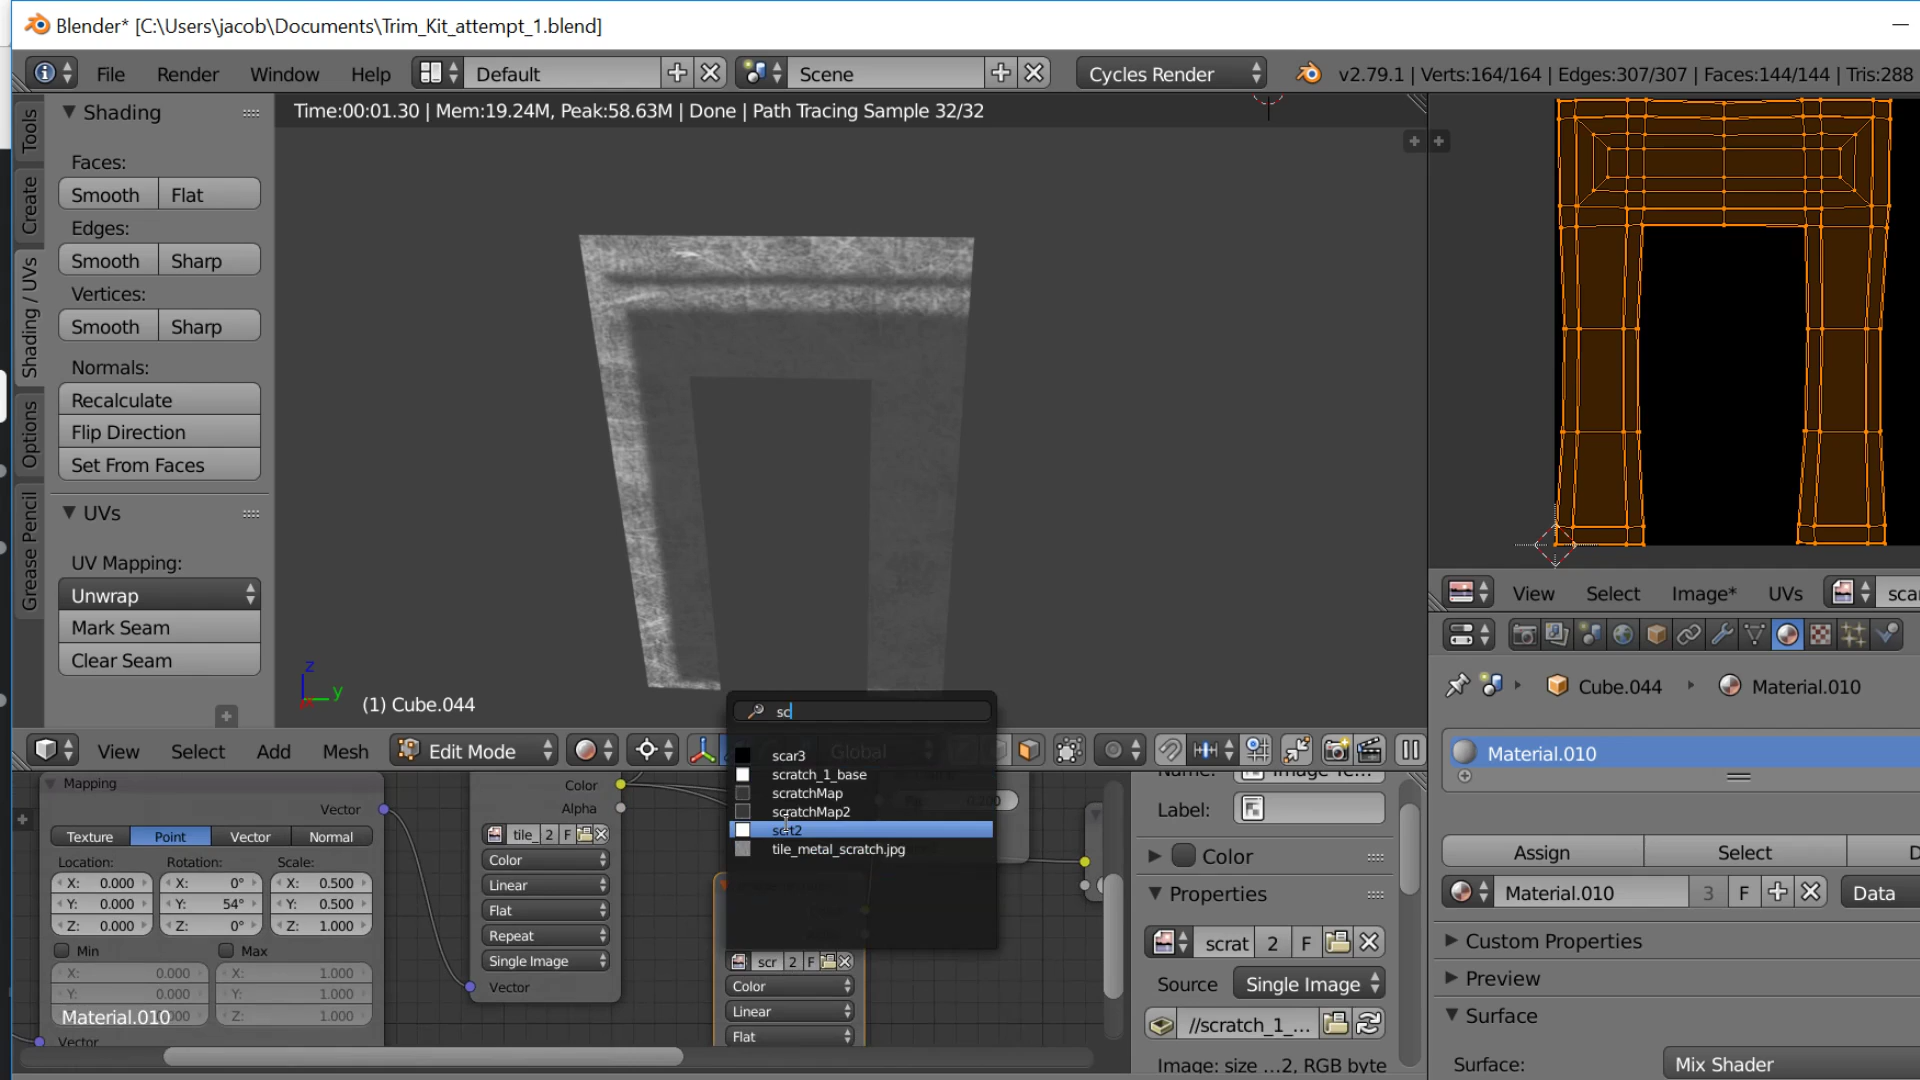 Blender* [C:\Users\jacob\Documents\Trim_Kit_attempt_1.blend]
File Render Window Help Default Scene Cycles Render v2.79.1 | Verts:164/164 | Edges:307/307 | Faces:144/144 | Tris:288
Time:00:01.30 | Mem:19.24M, Peak:58.63M | Done | Path Tracing Sample 32/32
Tools
Create
Shading / UVs
Options
Grease Pencil
Shading
Faces:
Smooth Flat
Edges:
Smooth Sharp
Vertices:
Smooth Sharp
Normals:
Recalculate
Flip Direction
Set From Faces
UVs
UV Mapping:
Unwrap
Mark Seam
Clear Seam
z
y
(1) Cube.044
View Select Add Mesh Edit Mode Global
sc
scar3
scratch_1_base
scratchMap
scratchMap2
tile_metal_scratch.jpg
Mapping
Vector
Texture Point Vector Normal
Location: Rotation: Scale:
X: 0.000 X: 0° X: 0.500
Y: 0.000 Y: 54° Y: 0.500
Z: 0.000 Z: 0° Z: 1.000
Min Max
X: 0.000 X: 1.000
Y: 0.000 Y: 1.000
Z: 0.000 Z: 1.000
Material.010
Vector
Color
Alpha
tile_ 2 F
Color
Linear
Flat
Repeat
Single Image
Vector
scr 2 F
Color
Linear
Flat
Label:
Color
Properties
scrat 2 F
Source Single Image
//scratch_1_...
Image: size ...2, RGB byte
View Select Image* UVs scar
Cube.044 Material.010
Material.010
Assign Select D
Material.010 3 F Data
Custom Properties
Preview
Surface
Surface: Mix Shader